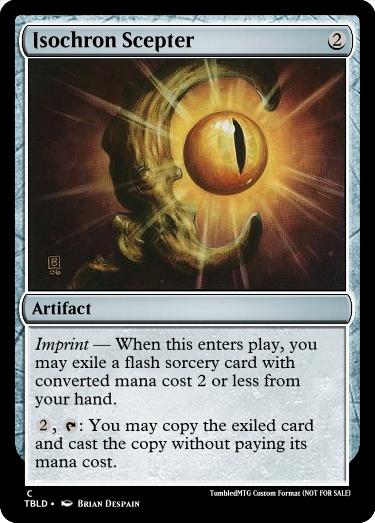 Isochron Scepter 2
B
06
Artifact
Imprint — When this enters play, you
may exile a flash sorcery card with
converted mana cost 2 or less from
your hand.
2, : You may copy the exiled card
and cast the copy without paying its
mana cost.
C
TBLD • Brian Despain
TumbledMTG Custom Format (NOT FOR SALE)